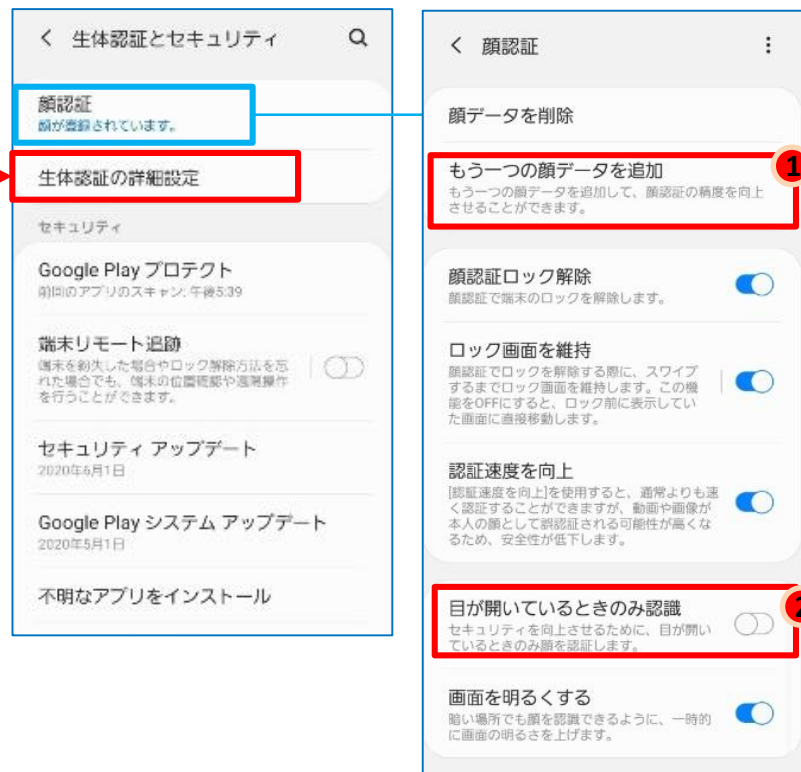 生体認証とセキュリティ
顔認証
顔が登録されています。
生体認証の詳細設定
セキュリティ
Google Play プロテクト
前回のアプリのスキャン: 午後5:39
端末リモート追跡
端末を紛失した場合やロック解除方法を忘
れた場合でも、端末の位置確認や遠隔操作
を行うことができます。
セキュリティ アップデート
2020年6月1日
Google Play システム アップデート
2020年5月1日
不明なアプリをインストール
顔認証
顔データを削除
もう一つの顔データを追加
1
もう一つの顔データを追加して、顔認証の精度を向上
させることができます。
顔認証ロック解除
顔認証で端末のロックを解除します。
ロック画面を維持
顔認証でロックを解除する際に、スワイプ
するまでロック画面を維持します。この機
能をOFFにすると、ロック前に表示してい
た画面に直接移動します。
認証速度を向上
[認証速度を向上]を使用すると、通常よりも速
く認証することができますが、動画や画像が
本人の顔として誤認証される可能性が高くな
るため、安全性が低下します。
目が開いているときのみ認識
2
セキュリティを向上させるために、目が開い
ているときのみ顔を認証します。
画面を明るくする
暗い場所でも顔を認識できるように、一時的
に画面の明るさを上げます。